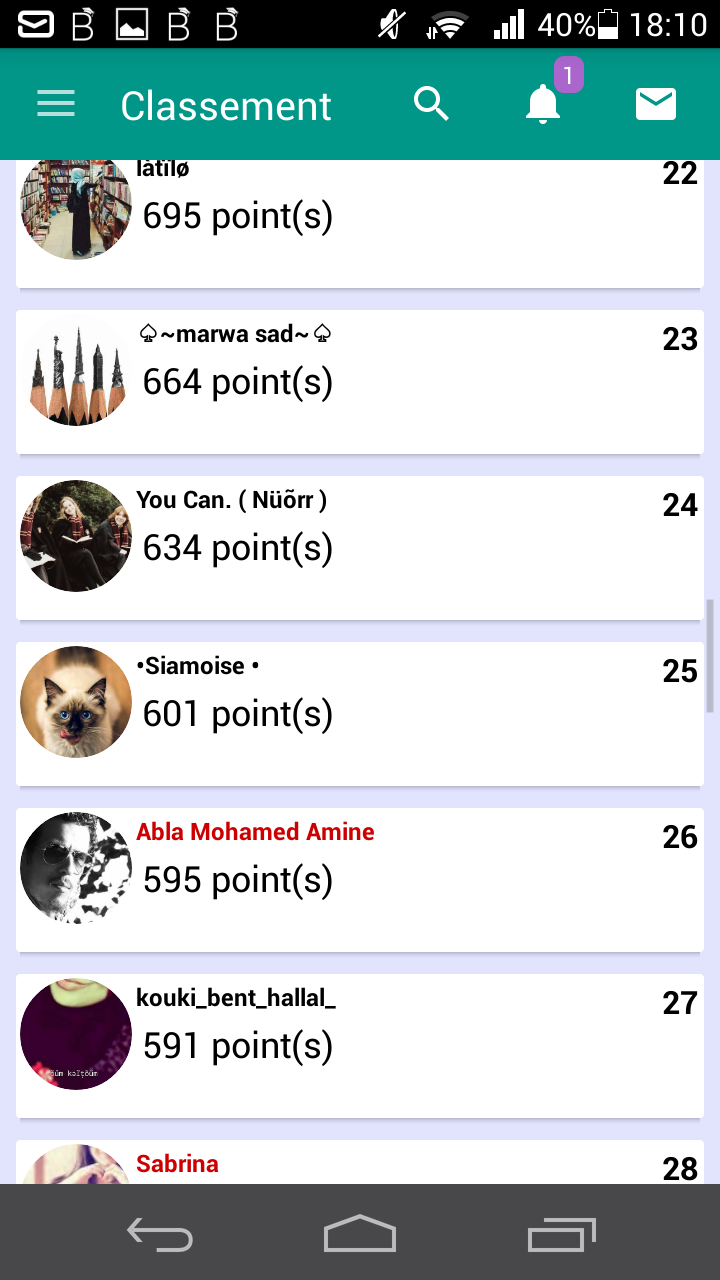 40% 18:10
Classement
1
látïlø
22
695 point(s)
♤~marwa sad~♤
23
664 point(s)
You Can. ( Nüõrr )
24
634 point(s)
•Siamoise •
25
601 point(s)
Abla Mohamed Amine
26
595 point(s)
kouki_bent_hallal_
27
591 point(s)
Sabrina
28